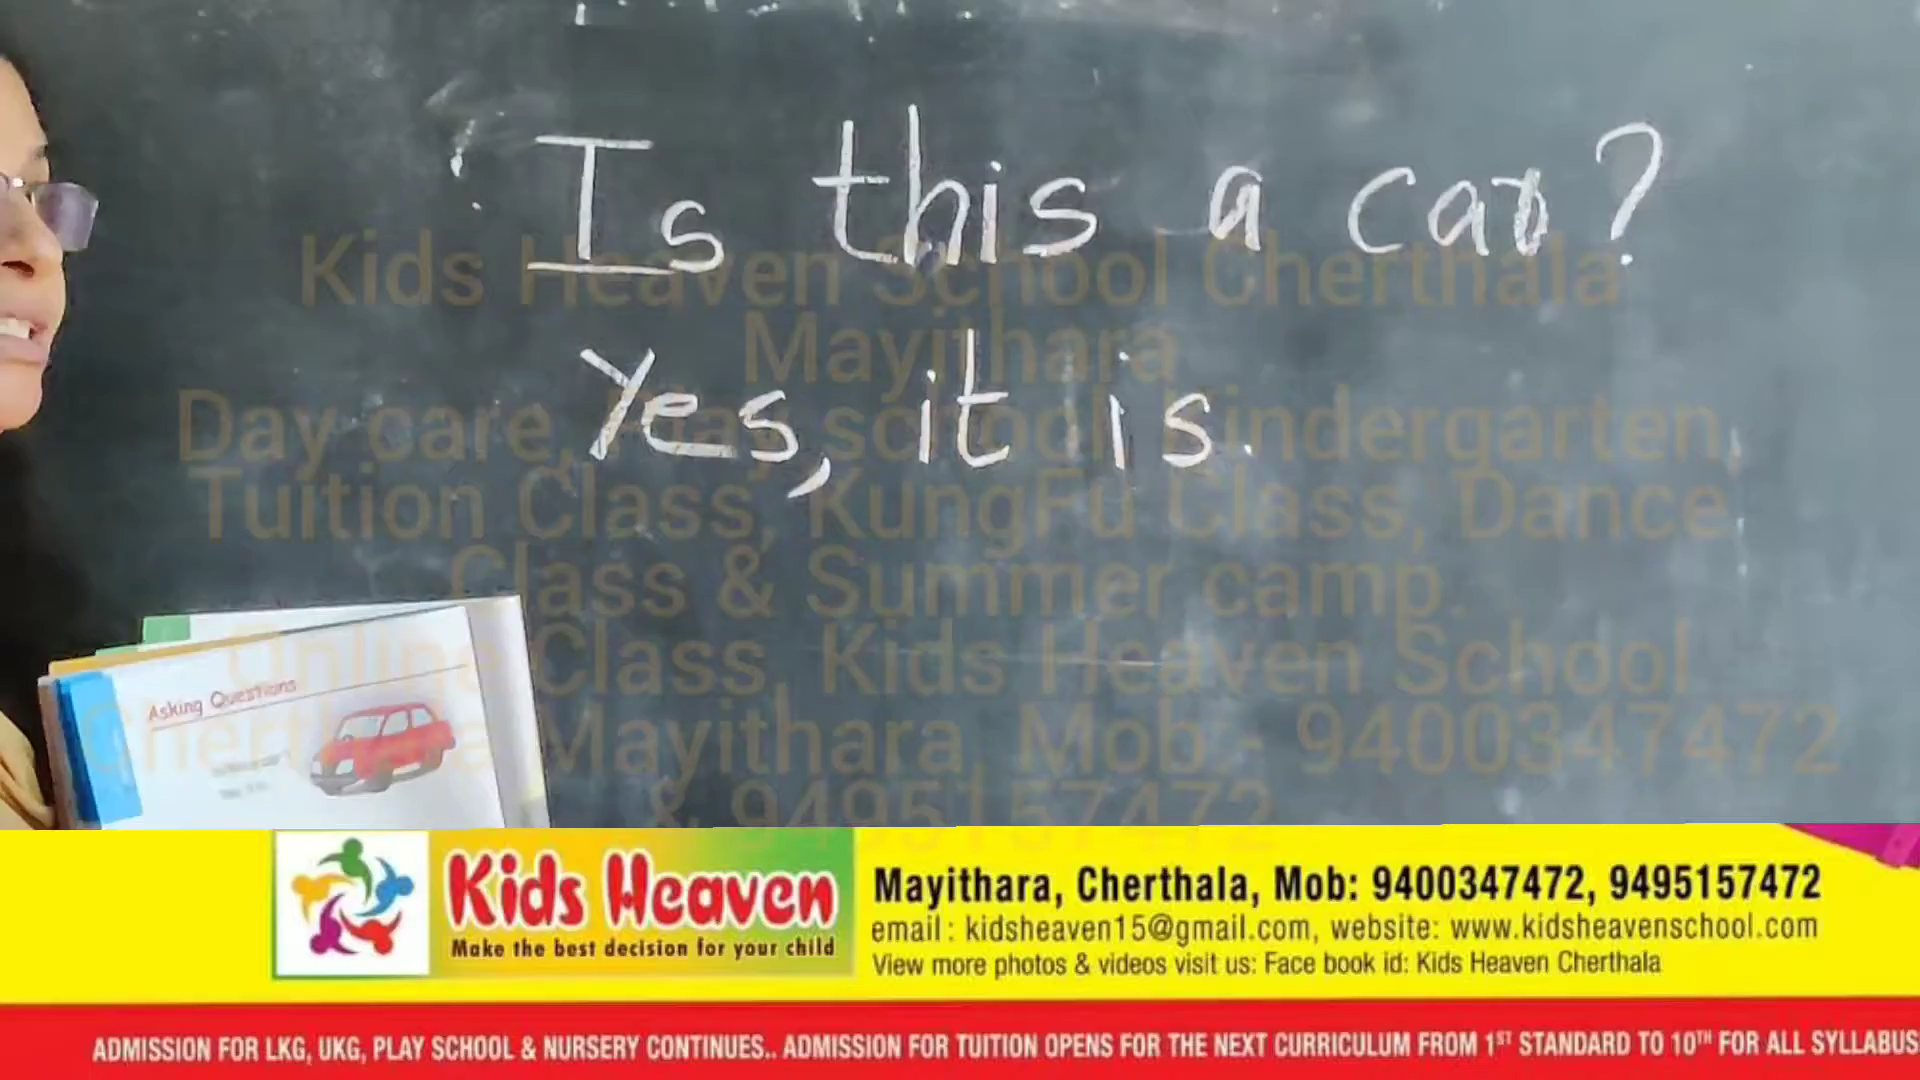 Is this a car?
Yes, it is.
Kids Heaven School Cherthala
Mayithara
Day care, Play school, Kindergarten,
Tuition Class, KungFu Class, Dance
Class & Summer camp.
Online Class, Kids Heaven School
Cherthala Mayithara, Mob:- 9400347472
& 9495157472
Asking Questions
Kids Heaven
Make the best decision for your child
Mayithara, Cherthala, Mob: 9400347472, 9495157472
email : kidsheaven15@gmail.com, website: www.kidsheavenschool.com
View more photos & videos visit us: Face book id: Kids Heaven Cherthala
ADMISSION FOR LKG, UKG, PLAY SCHOOL & NURSERY CONTINUES.. ADMISSION FOR TUITION OPENS FOR THE NEXT CURRICULUM FROM 1ST STANDARD TO 10TH FOR ALL SYLLABUS